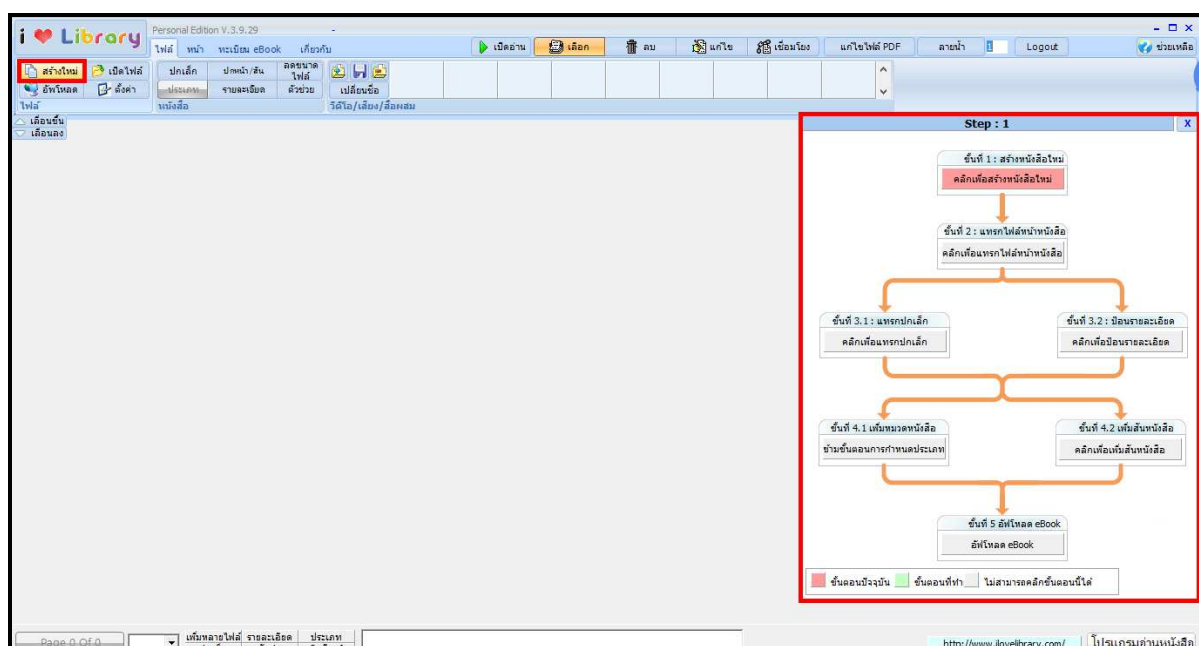 i Library
Personal Edition V.3.9.29 -
ไฟล์ หน้า ทะเบียน eBook เกี่ยวกับ
เปิดอ่าน เลือก ลบ แก้ไข เชื่อมโยง แก้ไขไฟล์ PDF ลายน้ำ 1 Logout ช่วยเหลือ
สร้างใหม่ เปิดไฟล์ ปกเล็ก ปกหน้า/สัน ลดขนาดไฟล์
อัพโหลด ตั้งค่า ประเภท รายละเอียด ตัวช่วย เปลี่ยนชื่อ
ไฟล์ หนังสือ วิดีโอ/เสียง/สื่อผสม
เลื่อนขึ้น
เลื่อนลง
Step : 1 X
ขั้นที่ 1 : สร้างหนังสือใหม่
คลิกเพื่อสร้างหนังสือใหม่
ขั้นที่ 2 : แทรกไฟล์หน้าหนังสือ
คลิกเพื่อแทรกไฟล์หน้าหนังสือ
ขั้นที่ 3.1 : แทรกปกเล็ก ขั้นที่ 3.2 : ป้อนรายละเอียด
คลิกเพื่อแทรกปกเล็ก คลิกเพื่อป้อนรายละเอียด
ขั้นที่ 4.1 เพิ่มหมวดหนังสือ ขั้นที่ 4.2 เพิ่มสันหนังสือ
ข้ามขั้นตอนการกำหนดประเภท คลิกเพื่อเพิ่มสันหนังสือ
ขั้นที่ 5 อัฟโหลด eBook
อัฟโหลด eBook
ขั้นตอนปัจจุบัน ขั้นตอนที่ทำ ไม่สามารถคลิกขั้นตอนนี้ได้
Page 0 Of 0 เพิ่มหลายไฟล์ รายละเอียด ประเภท
http://www.ilovelibrary.com/ โปรแกรมอ่านหนังสือ